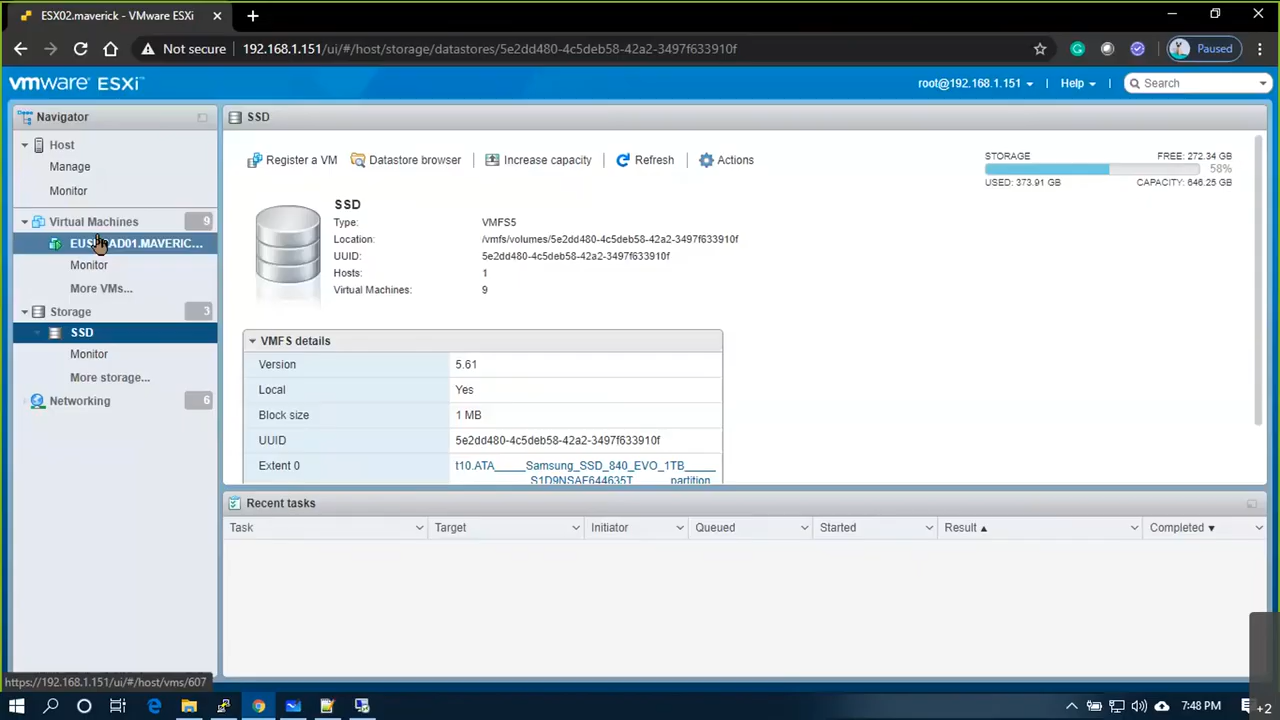 ESX02.maverick - VMware ESXi
Not secure
192.168.1.151/ui/#/host/storage/datastores/5e2dd480-4c5deb58-42a2-3497f633910f
Paused
vmware ESXi™
root@192.168.1.151
Help
Search
Navigator
Host
Manage
Monitor
Virtual Machines
9
Monitor
More VMs...
Storage
3
SSD
Monitor
More storage...
Networking
6
SSD
Register a VM
Datastore browser
Increase capacity
Refresh
Actions
STORAGE
FREE: 272.34 GB
58%
USED: 373.91 GB
CAPACITY: 646.25 GB
SSD
Type: VMFS5
Location: /vmfs/volumes/5e2dd480-4c5deb58-42a2-3497f633910f
UUID: 5e2dd480-4c5deb58-42a2-3497f633910f
Hosts: 1
Virtual Machines: 9
VMFS details
Version 5.61
Local Yes
Block size 1 MB
UUID 5e2dd480-4c5deb58-42a2-3497f633910f
Extent 0 t10.ATA_____Samsung_SSD_840_EVO_1TB______
partition
Recent tasks
Task Target Initiator Queued Started Result Completed
https://192.168.1.151/ui/#/host/vms/607
7:48 PM
+2